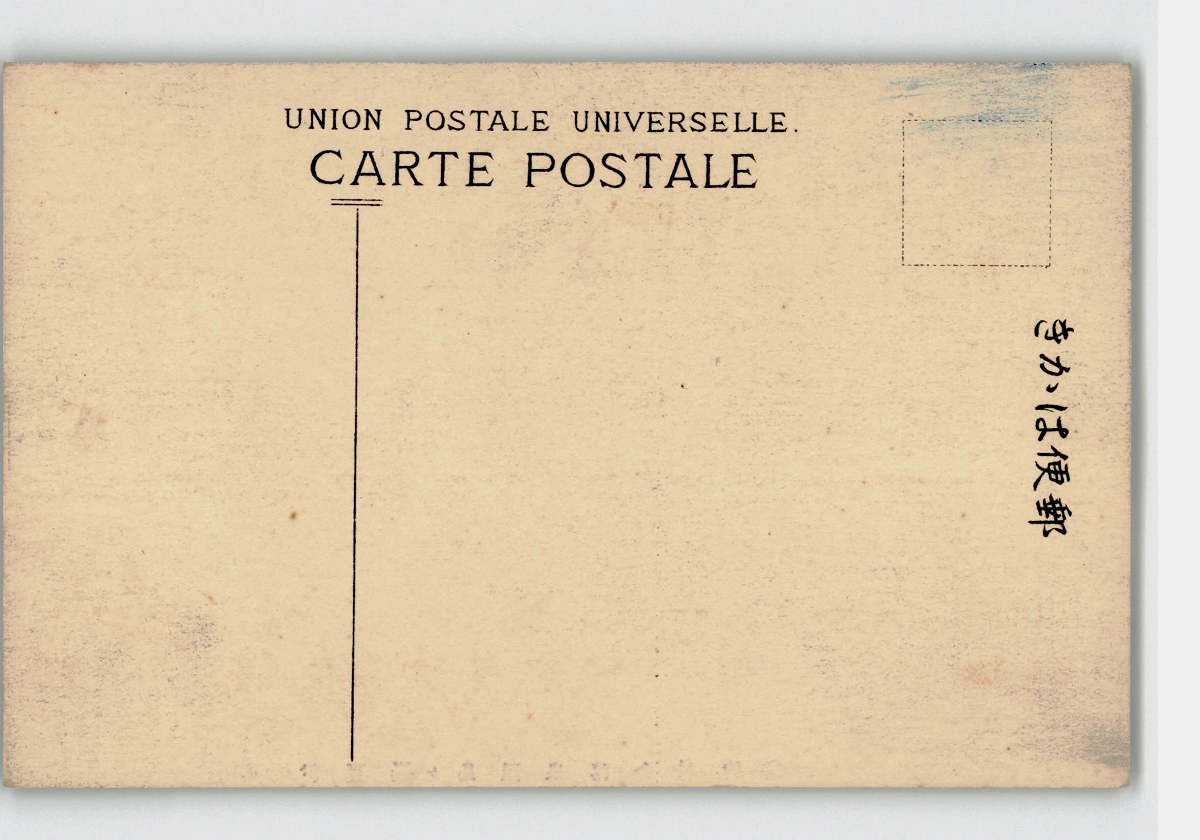 UNION POSTALE UNIVERSELLE.
CARTE POSTALE
きかは便郵